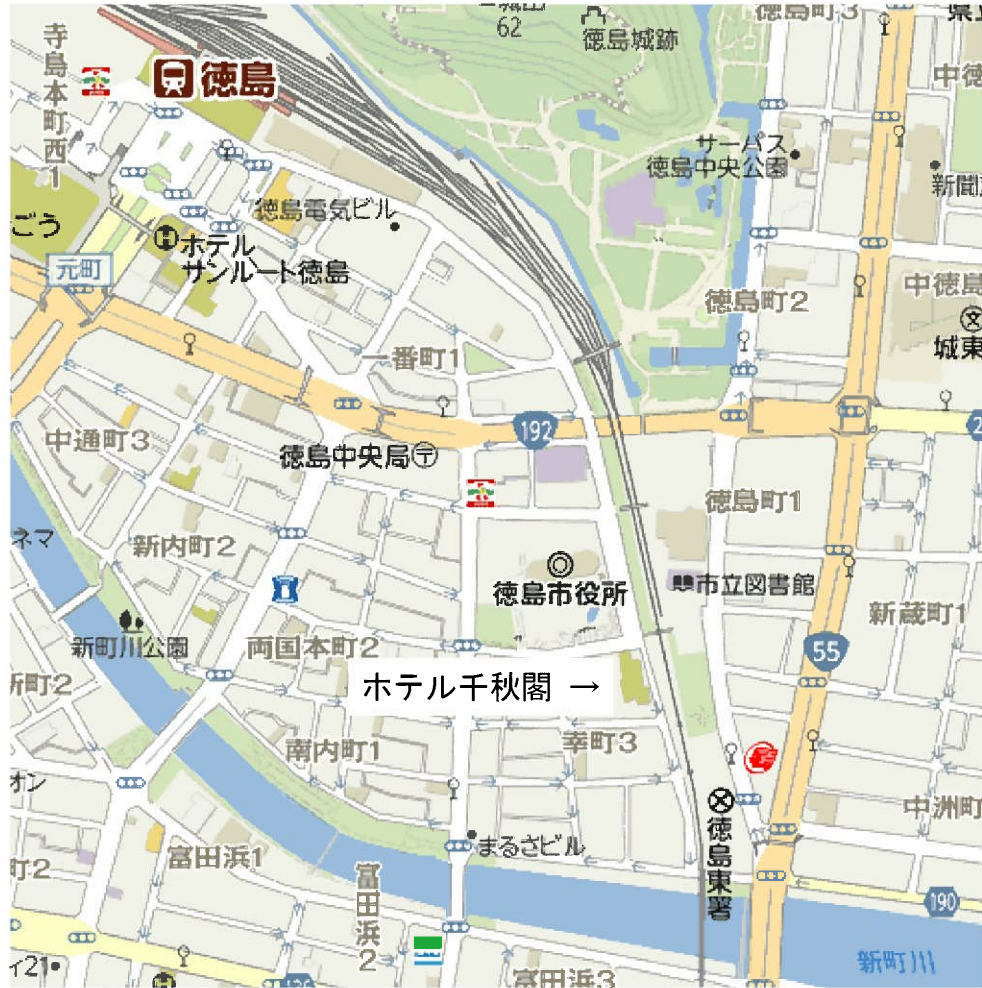 62
徳島城跡
徳島町3
寺島本町西1
徳島
サーパス
徳島中央公園
徳島電気ビル
ごう
ホテル
サンルート徳島
元町
徳島町2
中徳島
城東
一番町1
192
中通町3
徳島中央局
徳島町1
ネマ
新内町2
徳島市役所
市立図書館
新蔵町1
新町川公園
両国本町2
55
新町2
ホテル千秋閣 →
南内町1
幸町3
オン
中洲町
徳島東署
まるさビル
富田浜1
町2
富田浜2
190
新町川
イ21
富田浜3